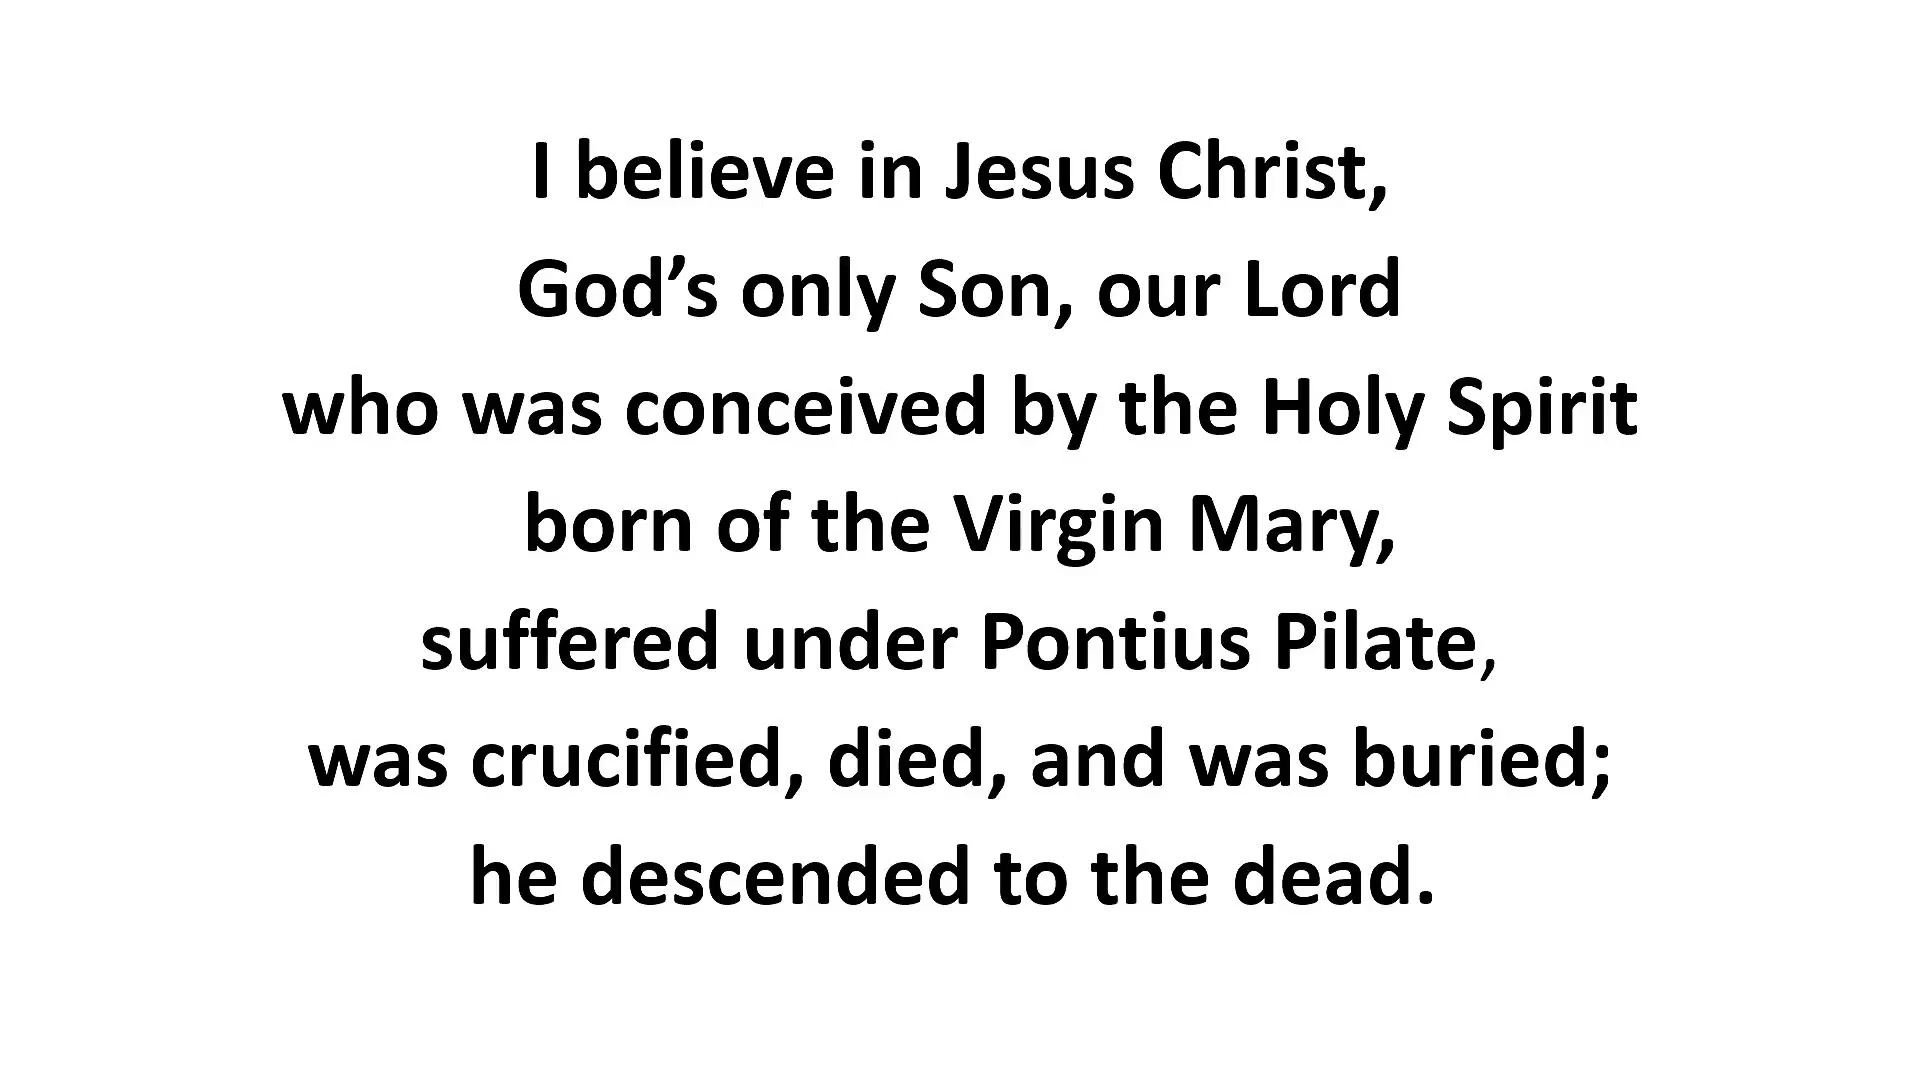 I believe in Jesus Christ,
God’s only Son, our Lord
who was conceived by the Holy Spirit
born of the Virgin Mary,
suffered under Pontius Pilate,
was crucified, died, and was buried;
he descended to the dead.